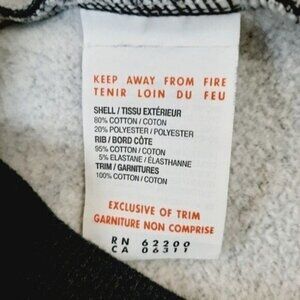 KEEP AWAY FROM FIRE
TENIR LOIN DU FEU
SHELL / TISSU EXTÉRIEUR
80% COTTON / COTON
20% POLYESTER / POLYESTER
RIB / BORD CÔTE
95% COTTON / COTON
5% ELASTANE / ÉLASTHANNE
TRIM / GARNITURES
100% COTTON / COTON
EXCLUSIVE OF TRIM
GARNITURE NON COMPRISE
RN 62200
CA 06311